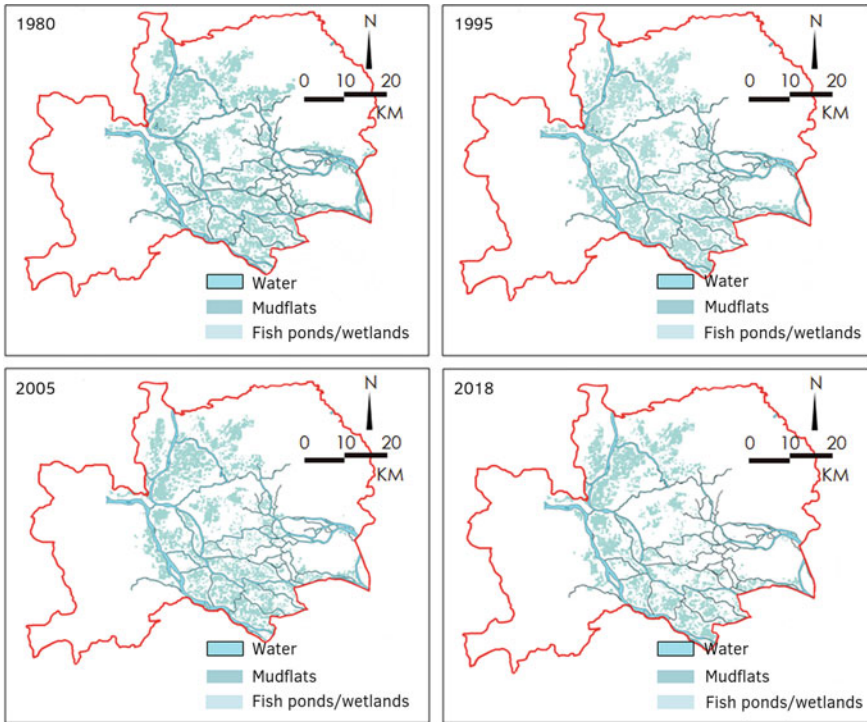 1980
N
0 10 20
KM
Water
Mudflats
Fish ponds/wetlands
1995
N
0 10 20
KM
Water
Mudflats
Fish ponds/wetlands
2005
N
0 10 20
KM
Water
Mudflats
Fish ponds/wetlands
2018
N
0 10 20
KM
Water
Mudflats
Fish ponds/wetlands